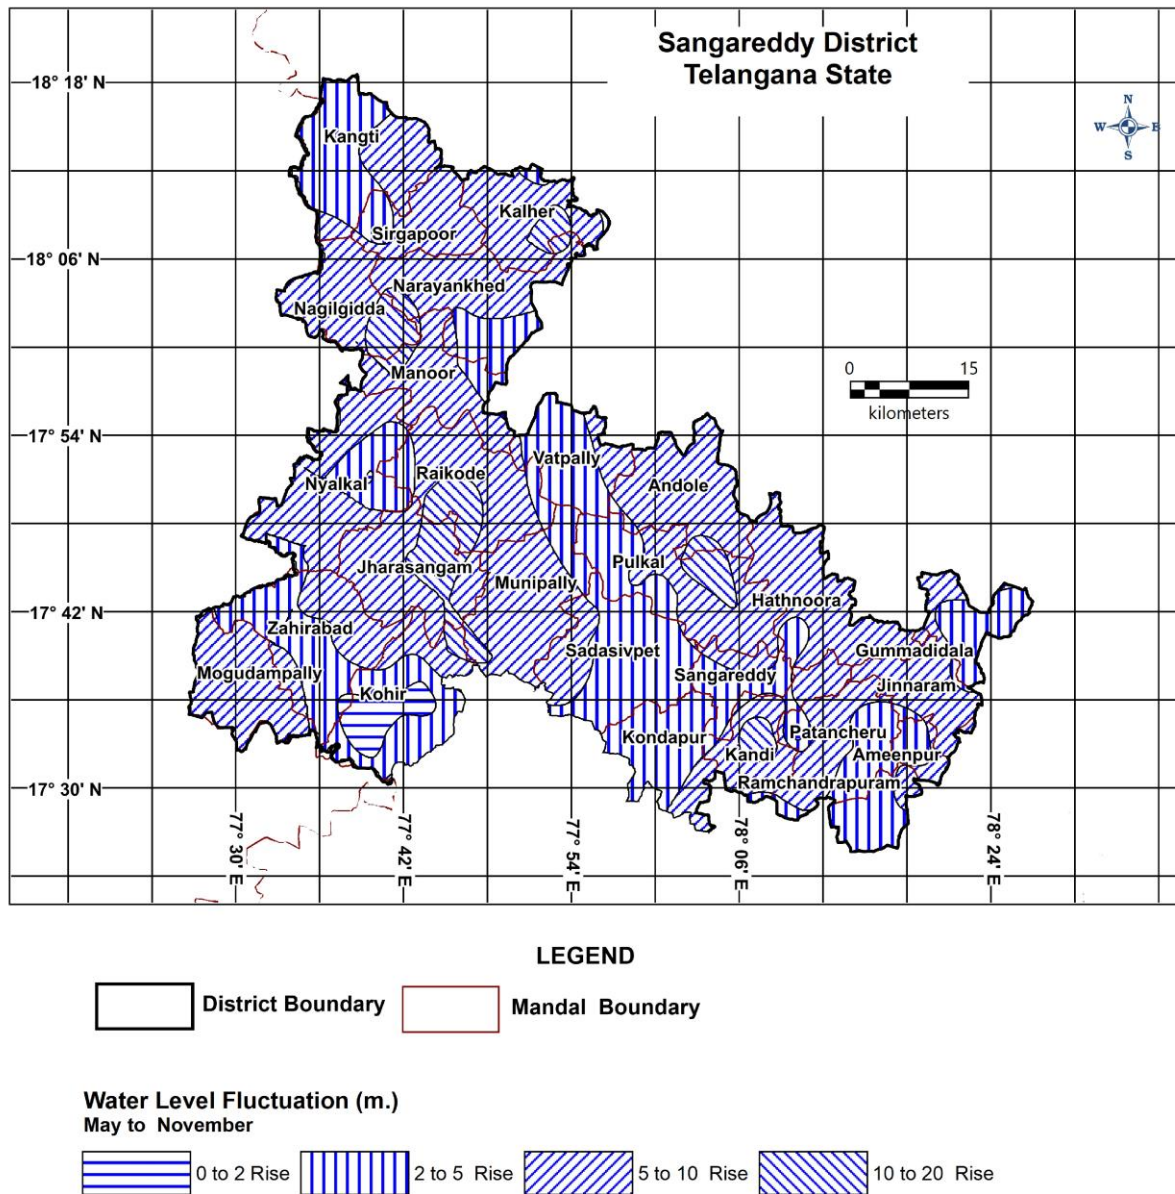 Sangareddy District
Telangana State
N
W E
S
18° 18' N
18° 06' N
17° 54' N
17° 42' N
17° 30' N
Kangti
Kalher
Sirgapoor
Narayankhed
Nagilgidda
0 15
kilometers
Manoor
Vatpally
Raikode
Nyalkal
Andole
Pulkal
Jharasangam
Munipally
Hathnoora
Zahirabad
Sadasivpet
Gummadidala
Mogudampally
Sangareddy
Jinnaram
Kohir
Kondapur
Patancheru
Kandi
Ameenpur
Ramchandrapuram
77° 30' E
77° 42' E
77° 54' E
78° 06' E
78° 24' E
LEGEND
District Boundary
Mandal Boundary
Water Level Fluctuation (m.)
May to November
0 to 2 Rise
2 to 5 Rise
5 to 10 Rise
10 to 20 Rise